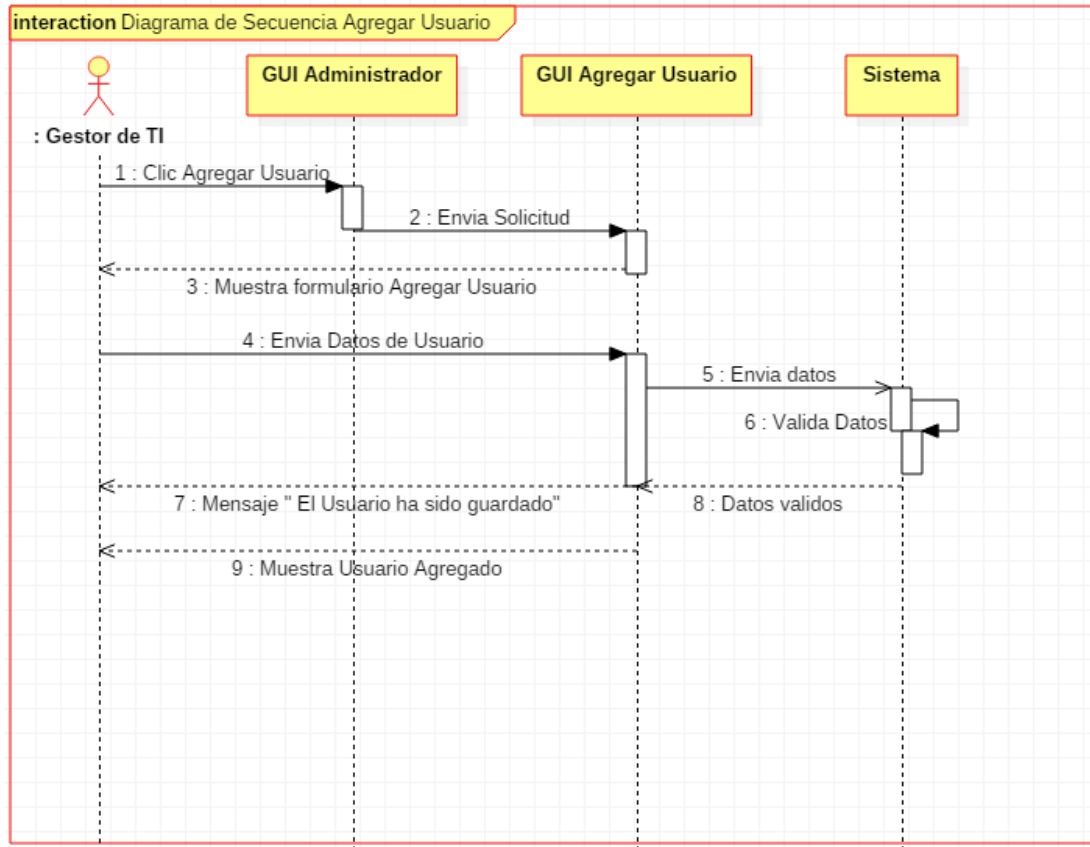 interaction Diagrama de Secuencia Agregar Usuario
GUI Administrador
GUI Agregar Usuario
Sistema
: Gestor de TI
1 : Clic Agregar Usuario
2 : Envia Solicitud
3 : Muestra formulario Agregar Usuario
4 : Envia Datos de Usuario
5 : Envia datos
6 : Valida Datos
7 : Mensaje " El Usuario ha sido guardado"
8 : Datos validos
9 : Muestra Usuario Agregado